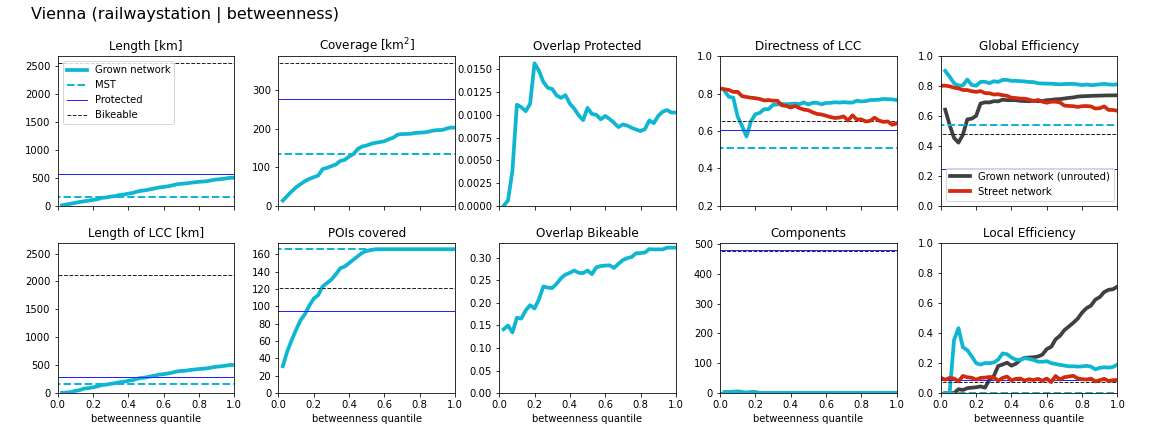 Vienna (railwaystation | betweenness)
Length [km]
2500
2000
1500
1000
500
0
Grown network
MST
Protected
Bikeable
Coverage [km²]
300
200
100
0
Overlap Protected
0.0150
0.0125
0.0100
0.0075
0.0050
0.0025
0.0000
Directness of LCC
1.0
0.8
0.6
0.4
0.2
Global Efficiency
1.0
0.8
0.6
0.4
0.2
0.0
Grown network (unrouted)
Street network
Length of LCC [km]
2500
2000
1500
1000
500
0
0.0 0.2 0.4 0.6 0.8 1.0
betweenness quantile
POIs covered
160
140
120
100
80
60
40
20
0.0 0.2 0.4 0.6 0.8 1.0
betweenness quantile
Overlap Bikeable
0.30
0.25
0.20
0.15
0.10
0.05
0.00
0.0 0.2 0.4 0.6 0.8 1.0
betweenness quantile
Components
500
400
300
200
100
0
0.0 0.2 0.4 0.6 0.8 1.0
betweenness quantile
Local Efficiency
1.0
0.8
0.6
0.4
0.2
0.0
0.0 0.2 0.4 0.6 0.8 1.0
betweenness quantile